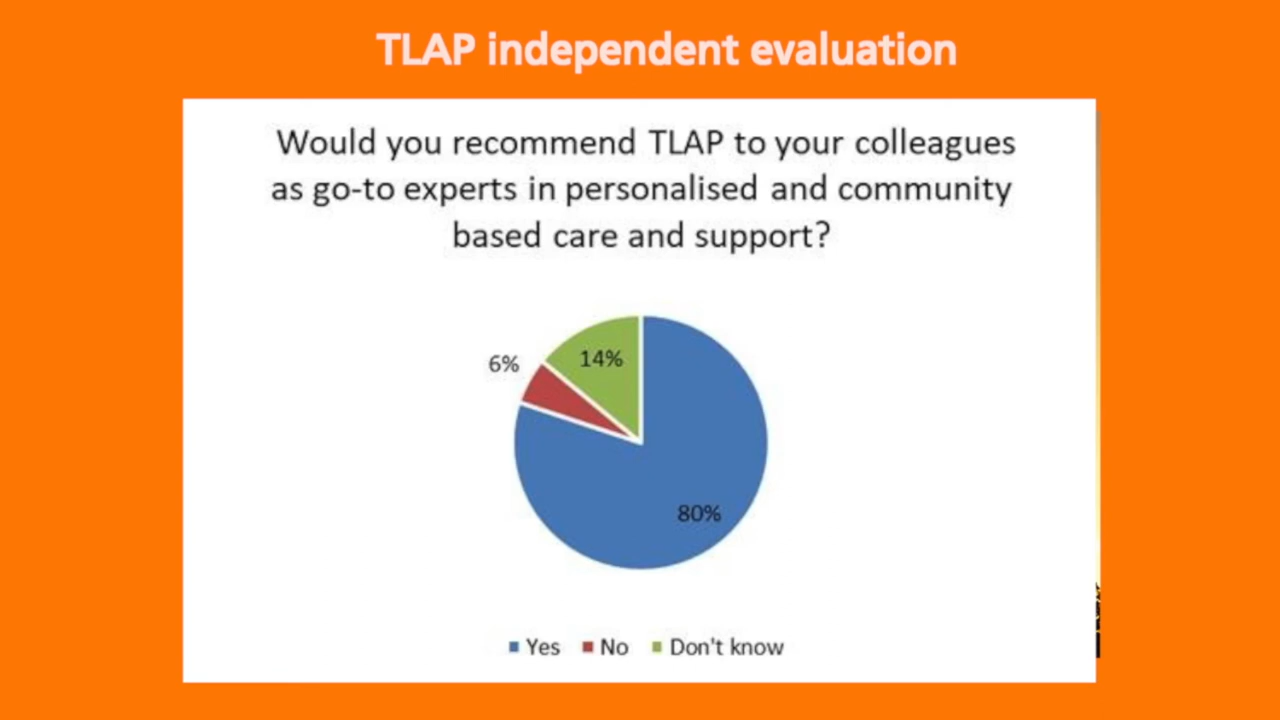 TLAP independent evaluation
Would you recommend TLAP to your colleagues
as go-to experts in personalised and community
based care and support?
6%
14%
80%
Yes No Don't know